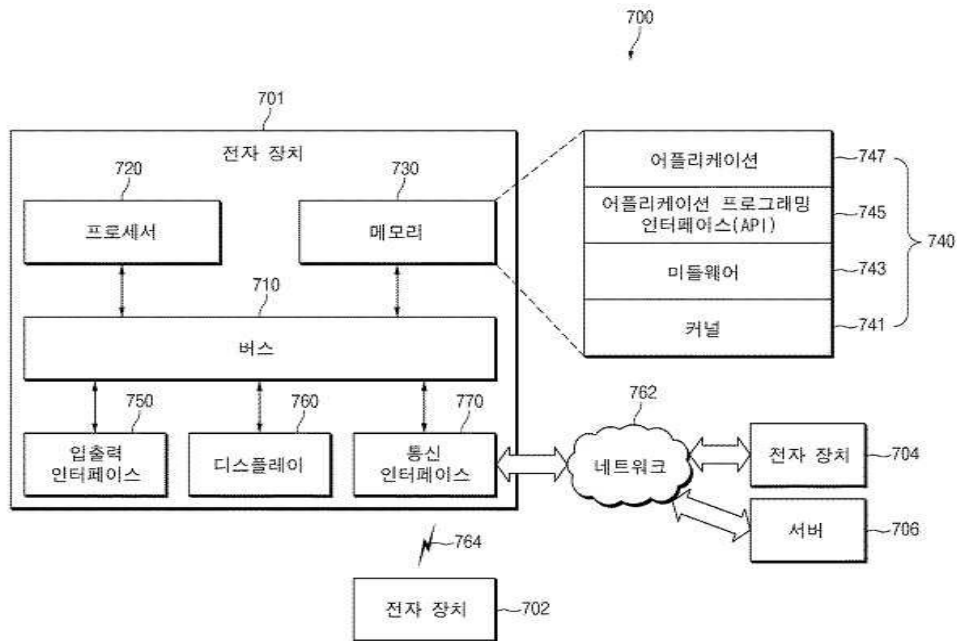 700
701
전자 장치
720
730
프로세서
메모리
710
버스
750
760
770
입출력
인터페이스
디스플레이
통신
인터페이스
어플리케이션
747
어플리케이션 프로그래밍
인터페이스(API)
745
740
미들웨어
743
커널
741
762
네트워크
전자 장치
704
서버
706
764
전자 장치
702